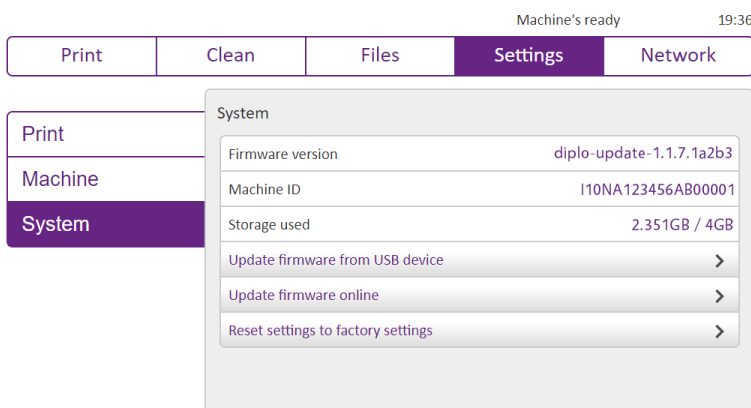 Machine's ready 19:36
Print Clean Files Settings Network
System
Print
Machine
System
Firmware version diplo-update-1.1.7.1a2b3
Machine ID I10NA123456AB00001
Storage used 2.351GB / 4GB
Update firmware from USB device
Update firmware online
Reset settings to factory settings